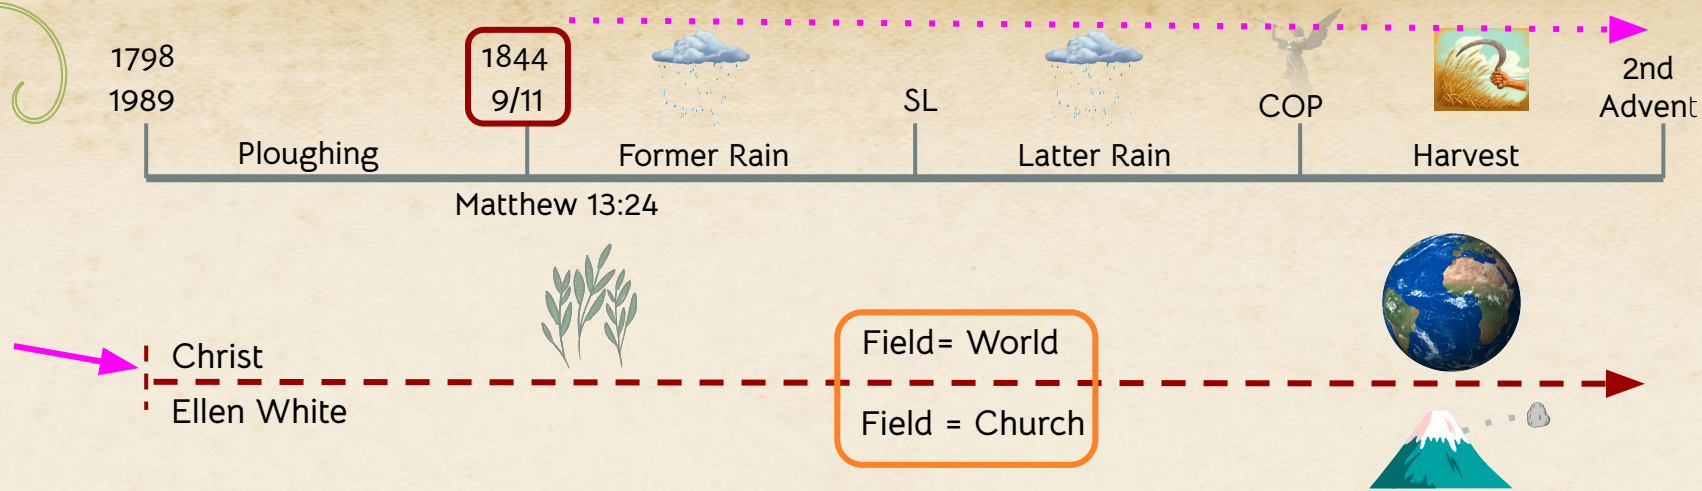 1798
1989
1844
9/11
SL
COP
2nd
Advent
Ploughing
Former Rain
Latter Rain
Harvest
Matthew 13:24
Christ
Ellen White
Field= World
Field = Church